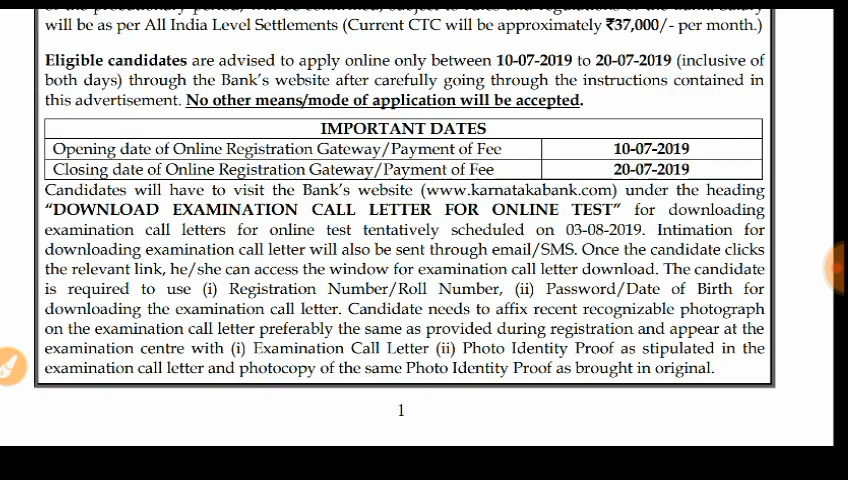 will be as per All India Level Settlements (Current CTC will be approximately ₹37,000/- per month.)
Eligible candidates are advised to apply online only between 10-07-2019 to 20-07-2019 (inclusive of
both days) through the Bank's website after carefully going through the instructions contained in
this advertisement. No other means/mode of application will be accepted.
IMPORTANT DATES
Opening date of Online Registration Gateway/Payment of Fee 10-07-2019
Closing date of Online Registration Gateway/Payment of Fee 20-07-2019
Candidates will have to visit the Bank's website (www.karnatakabank.com) under the heading
"DOWNLOAD EXAMINATION CALL LETTER FOR ONLINE TEST" for downloading
examination call letters for online test tentatively scheduled on 03-08-2019. Intimation for
downloading examination call letter will also be sent through email/SMS. Once the candidate clicks
the relevant link, he/she can access the window for examination call letter download. The candidate
is required to use (i) Registration Number/Roll Number, (ii) Password/Date of Birth for
downloading the examination call letter. Candidate needs to affix recent recognizable photograph
on the examination call letter preferably the same as provided during registration and appear at the
examination centre with (i) Examination Call Letter (ii) Photo Identity Proof as stipulated in the
examination call letter and photocopy of the same Photo Identity Proof as brought in original.
1